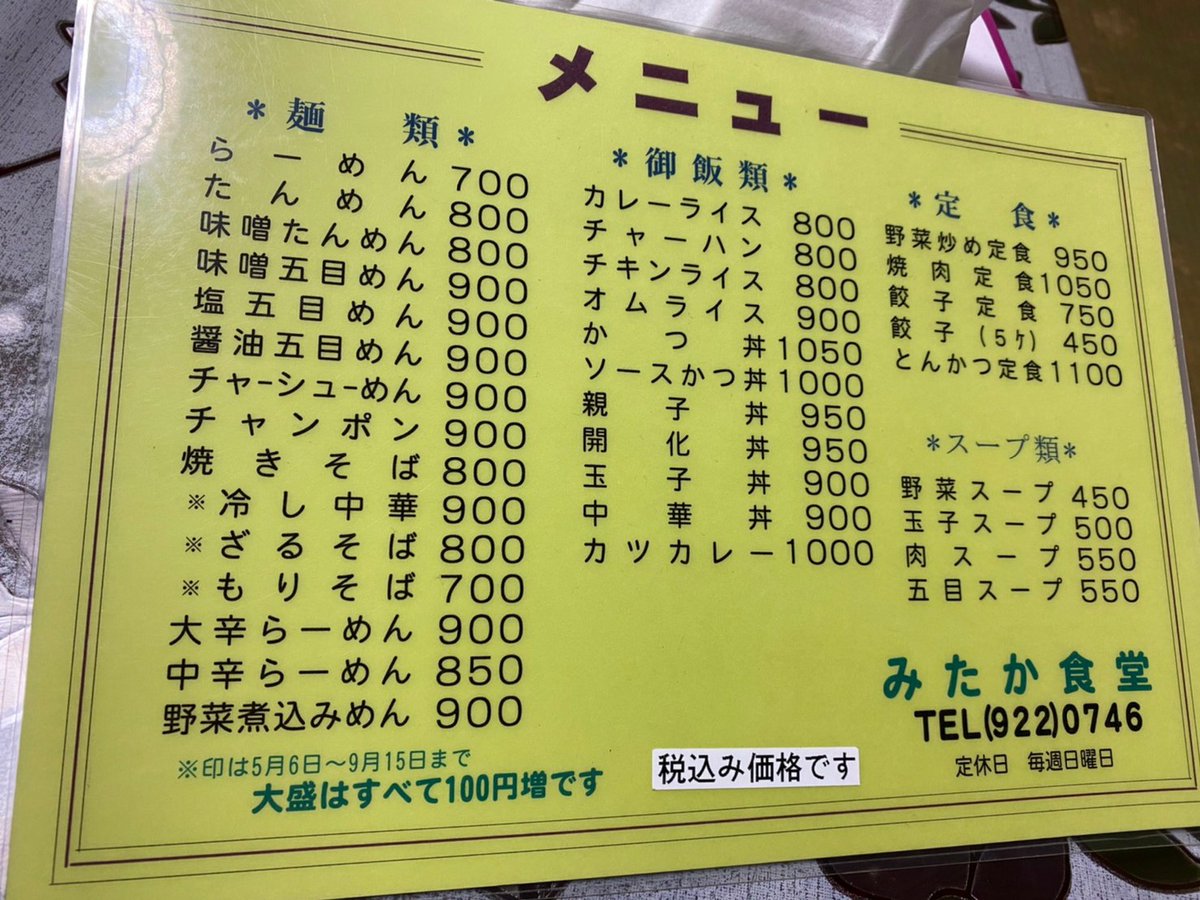 メニュー
*麺類*
らーめん 700
たんめん 800
味噌たんめん 800
味噌五目めん 900
塩五目めん 900
醤油五目めん 900
チャーシューめん 900
チャンポン 900
焼きそば 800
※冷し中華 900
※ざるそば 800
※もりそば 700
大辛らーめん 900
中辛らーめん 850
野菜煮込みめん 900
※印は5月6日～9月15日まで
大盛はすべて100円増です
*御飯類*
カレーライス 800
チャーハン 800
チキンライス 800
オムライス 900
かつ丼 1050
ソースかつ丼 1000
親子丼 950
開化丼 950
玉子丼 900
中華丼 900
カツカレー 1000
税込み価格です
*定食*
野菜炒め定食 950
焼肉定食 1050
餃子定食 750
餃子(5ケ) 450
とんかつ定食 1100
*スープ類*
野菜スープ 450
玉子スープ 500
肉スープ 550
五目スープ 550
みたか食堂
TEL(922)0746
定休日 毎週日曜日